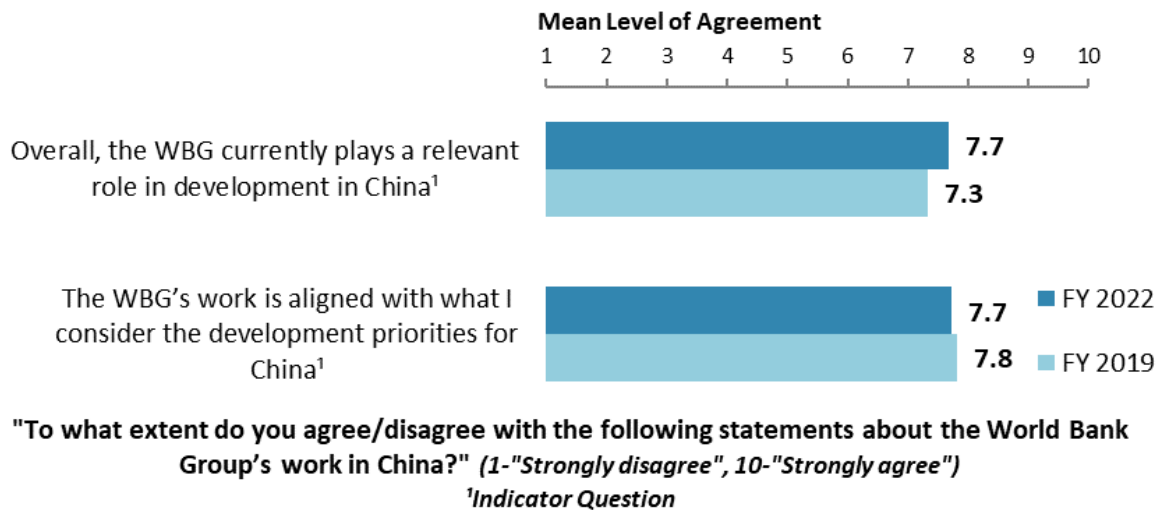 Mean Level of Agreement
1 2 3 4 5 6 7 8 9 10
Overall, the WBG currently plays a relevant
role in development in China¹
7.7
7.3
The WBG’s work is aligned with what I
consider the development priorities for
China¹
7.7
7.8
FY 2022
FY 2019
"To what extent do you agree/disagree with the following statements about the World Bank
Group’s work in China?" (1-"Strongly disagree", 10-"Strongly agree")
¹Indicator Question